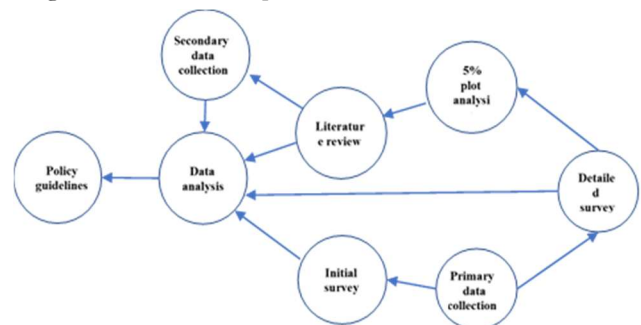 Secondary
data
collection
5%
plot
analysi
Literatur
e review
Policy
guidelines
Data
analysis
Detaile
d
survey
Initial
survey
Primary
data
collection